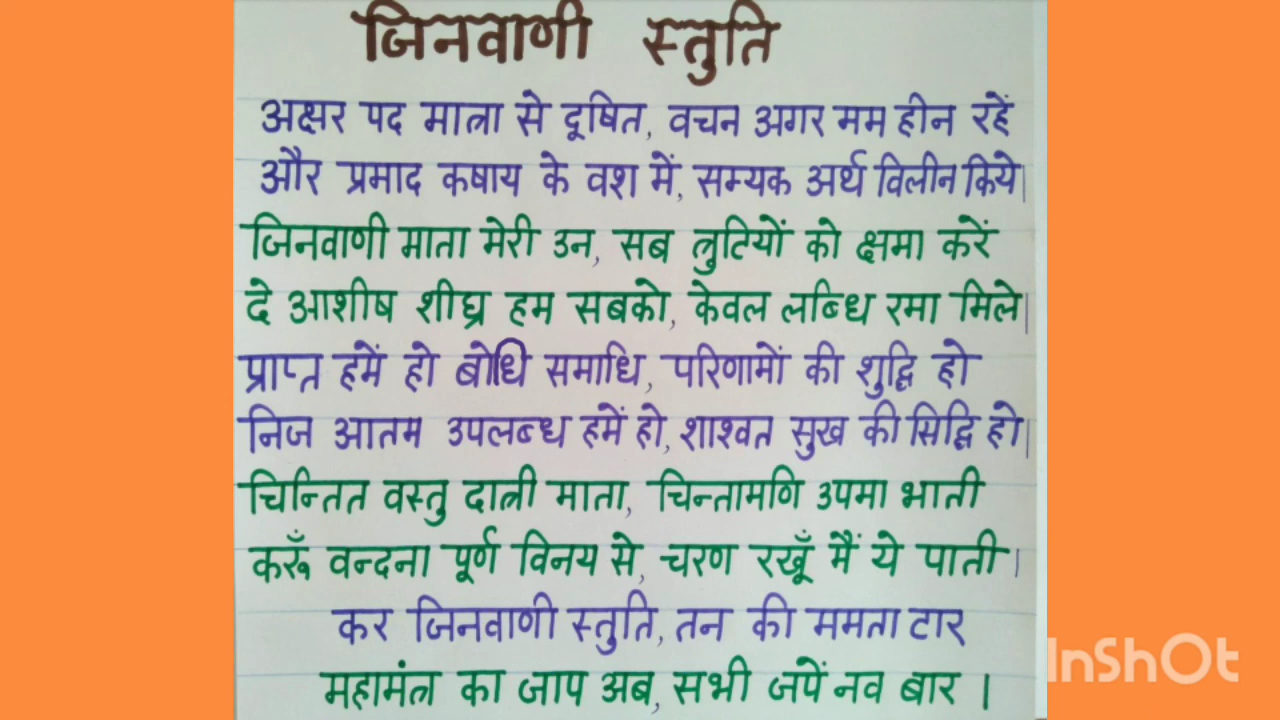 जिनवाणी स्तुति
अक्षर पद मात्रा से दूषित, वचन अगर मम हीन रहें
और प्रमाद कषाय के वश में, सम्यक अर्थ विलीन किये।
जिनवाणी माता मेरी उन, सब त्रुटियों को क्षमा करें
दे आशीष शीघ्र हम सबको, केवल लब्धि रमा मिले।
प्राप्त हमें हो बोधि समाधि, परिणामों की शुद्धि हो
निज आतम उपलब्ध हमें हो, शाश्वत सुख की सिद्धि हो।
चिन्तित वस्तु दात्री माता, चिन्तामणि उपमा भाती
करूँ वन्दना पूर्ण विनय से, चरण रखूँ मैं ये पाती।
कर जिनवाणी स्तुति, तन की ममता टार
महामंत्र का जाप अब, सभी जपें नव बार।
InShOt